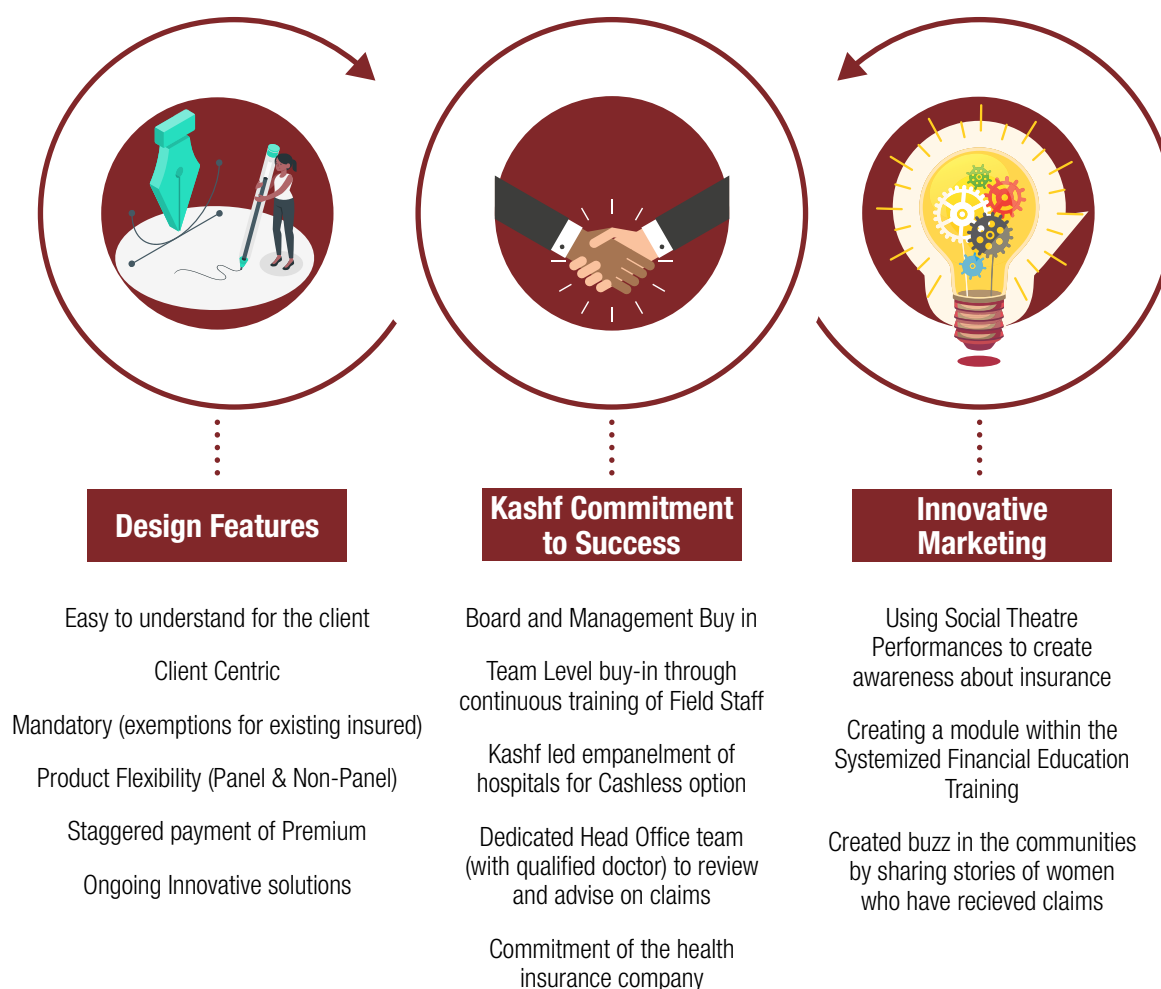 Design Features
Easy to understand for the client
Client Centric
Mandatory (exemptions for existing insured)
Product Flexibility (Panel & Non-Panel)
Staggered payment of Premium
Ongoing Innovative solutions
Kashf Commitment
to Success
Board and Management Buy in
Team Level buy-in through
continuous training of Field Staff
Kashf led empanelment of
hospitals for Cashless option
Dedicated Head Office team
(with qualified doctor) to review
and advise on claims
Commitment of the health
insurance company
Innovative
Marketing
Using Social Theatre
Performances to create
awareness about insurance
Creating a module within the
Systemized Financial Education
Training
Created buzz in the communities
by sharing stories of women
who have recieved claims